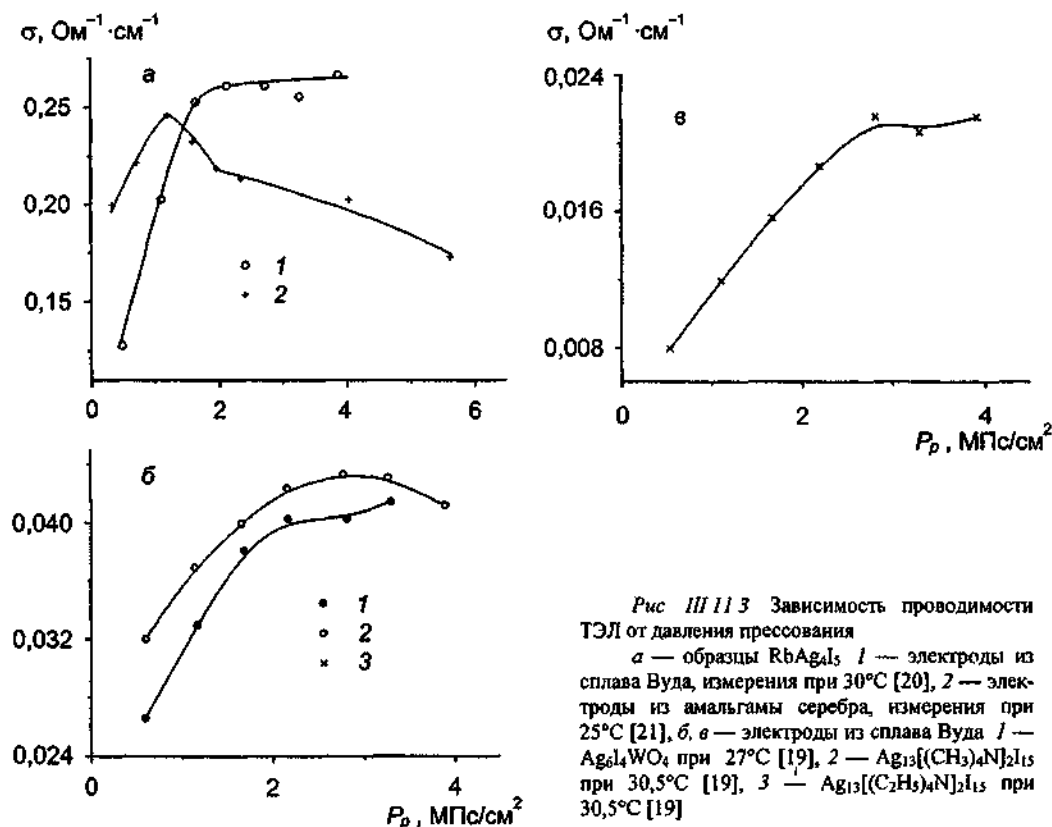 σ, Ом⁻¹·см⁻¹
а
0,25
0,20
0,15
1
2
0
2
4
6
σ, Ом⁻¹·см⁻¹
0,024
в
0,016
0,008
0
2
4
Pp, МПс/см²
б
0,040
0,032
0,024
1
2
3
0
2
4
Pp, МПс/см²
Рис III 11 3 Зависимость проводимости
ТЭЛ от давления прессования
а — образцы RbAg₄I₅ 1 — электроды из
сплава Вуда, измерения при 30°C [20], 2 — элек-
троды из амальгамы серебра, измерения при
25°C [21], б, в — электроды из сплава Вуда 1 —
Ag₆I₄WO₄ при 27°C [19], 2 — Ag₁₃[(CH₃)₄N]₂I₁₅
при 30,5°C [19], 3 — Ag₁₃[(C₂H₅)₄N]₂I₁₅ при
30,5°C [19]